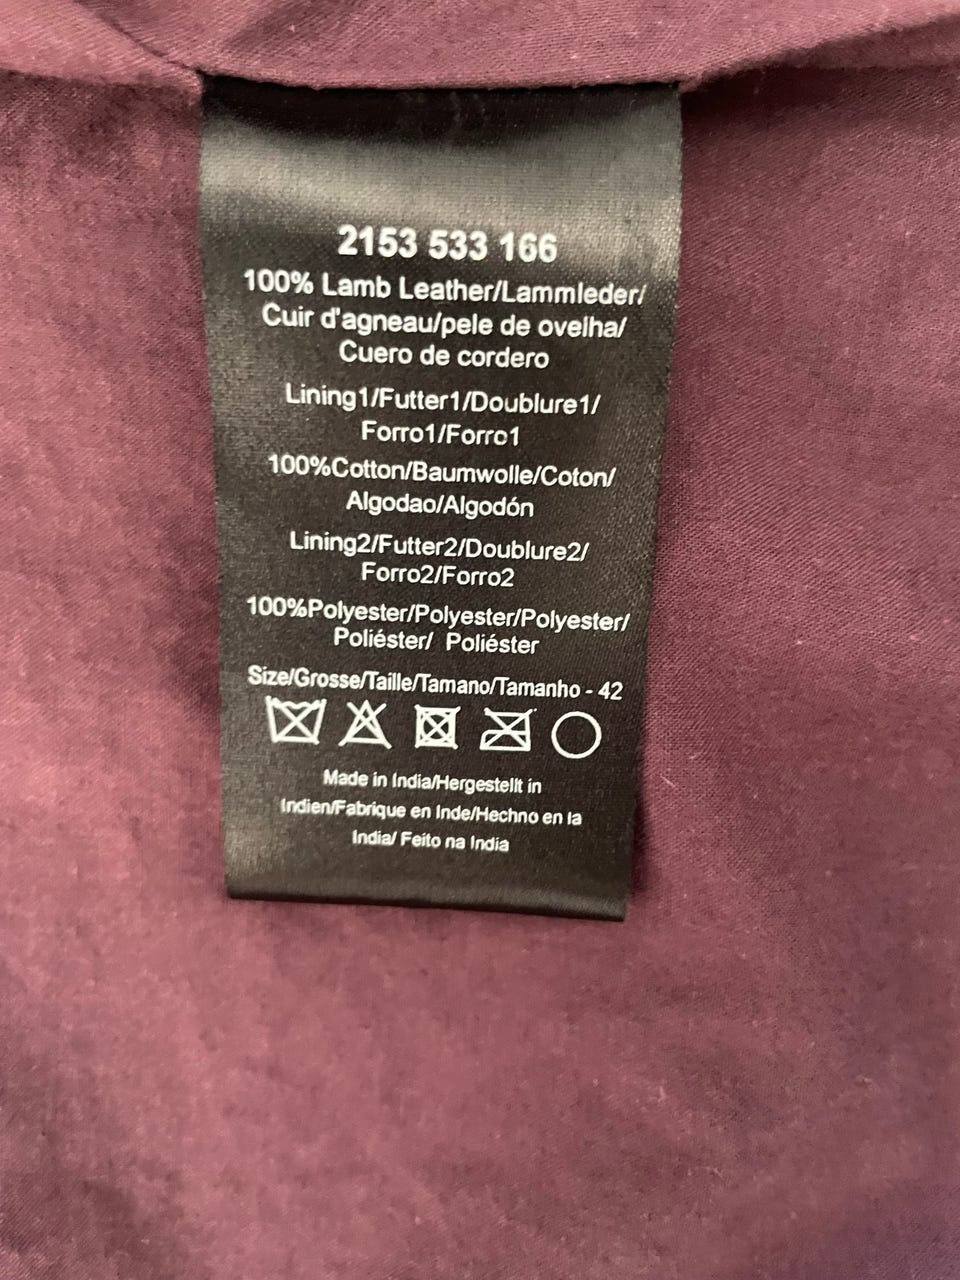 2153 533 166
100% Lamb Leather/Lammleder/
Cuir d'agneau/pele de ovelha/
Cuero de cordero
Lining1/Futter1/Doublure1/
Forro1/Forro1
100%Cotton/Baumwolle/Coton/
Algodao/Algodón
Lining2/Futter2/Doublure2/
Forro2/Forro2
100%Polyester/Polyester/Polyester/
Poliéster/ Poliéster
Size/Grosse/Taille/Tamano/Tamanho - 42
Made in India/Hergestellt in
Indien/Fabrique en Inde/Hechno en la
India/ Feito na India